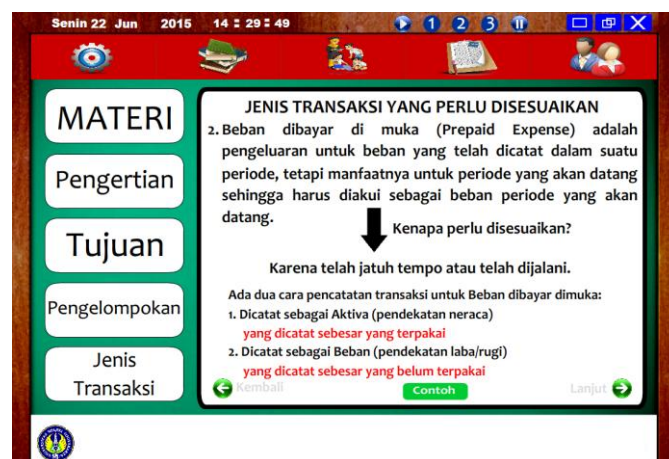 Senin 22 Jun 2015 14 : 29 : 49
1 2 3
MATERI
Pengertian
Tujuan
Pengelompokan
Jenis
Transaksi
JENIS TRANSAKSI YANG PERLU DISESUAIKAN
2. Beban dibayar di muka (Prepaid Expense) adalah
pengeluaran untuk beban yang telah dicatat dalam suatu
periode, tetapi manfaatnya untuk periode yang akan datang
sehingga harus diakui sebagai beban periode yang akan
datang.
Kenapa perlu disesuaikan?
Karena telah jatuh tempo atau telah dijalani.
Ada dua cara pencatatan transaksi untuk Beban dibayar dimuka:
1. Dicatat sebagai Aktiva (pendekatan neraca)
yang dicatat sebesar yang terpakai
2. Dicatat sebagai Beban (pendekatan laba/rugi)
yang dicatat sebesar yang belum terpakai
Kembali
Contoh
Lanjut